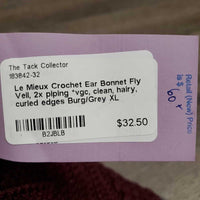 The Tack Collector
183842-32
Le Mieux Crochet Ear Bonnet Fly
Veil, 2x piping *vgc, clean, hairy,
curled edges Burg/Grey XL
$32.50
B2JBLB
Retail (New) Price
is $ 60+